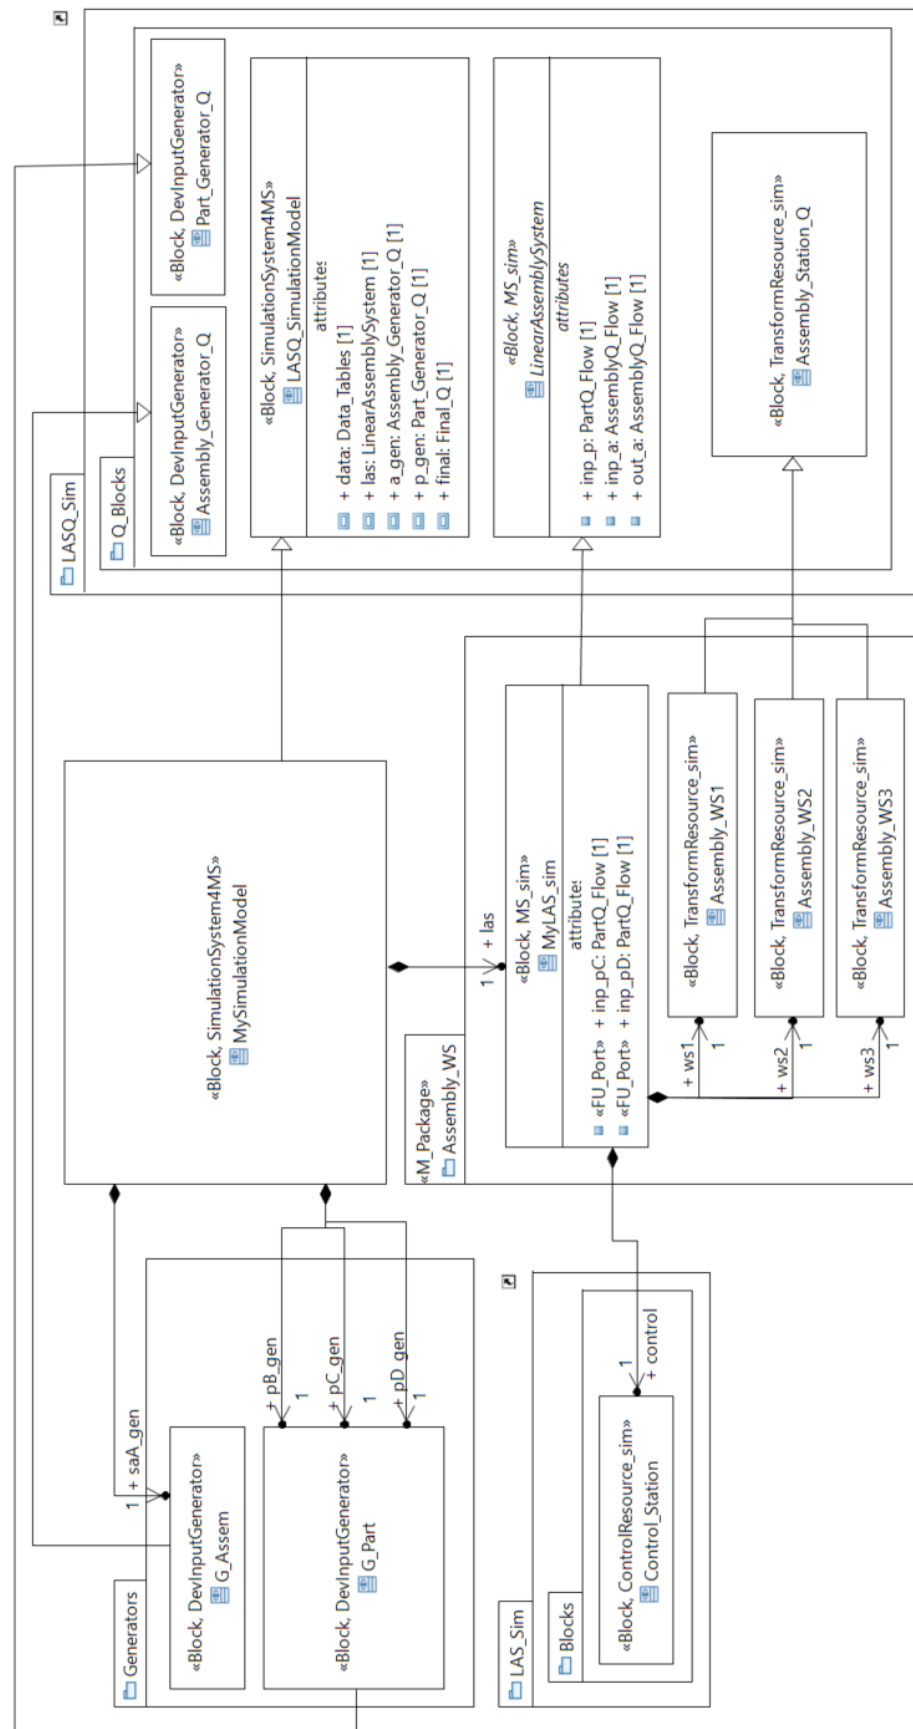 LASQ_Sim
Q_Blocks
«Block, DevInputGenerator»
Assembly_Generator_Q
«Block, DevInputGenerator»
Part_Generator_Q
«Block, SimulationSystem4MS»
LASQ_SimulationModel
attributes
+ data: Data_Tables [1]
+ las: LinearAssemblySystem [1]
+ a_gen: Assembly_Generator_Q [1]
+ p_gen: Part_Generator_Q [1]
+ final: Final_Q [1]
«Block, MS_sim»
LinearAssemblySystem
attributes
+ inp_p: PartQ_Flow [1]
+ inp_a: AssemblyQ_Flow [1]
+ out_a: AssemblyQ_Flow [1]
«Block, TransformResource_sim»
Assembly_Station_Q
«Block, SimulationSystem4MS»
MySimulationModel
1
+ las
«M_Package»
Assembly_WS
«Block, MS_sim»
MyLAS_sim
attributes
«FU_Port» + inp_pC: PartQ_Flow [1]
«FU_Port» + inp_pD: PartQ_Flow [1]
+ ws1
1
«Block, TransformResource_sim»
Assembly_WS1
+ ws2
1
«Block, TransformResource_sim»
Assembly_WS2
+ ws3
1
«Block, TransformResource_sim»
Assembly_WS3
Generators
1
+ saA_gen
«Block, DevInputGenerator»
G_Assem
+ pB_gen
1
+ pC_gen
1
+ pD_gen
1
«Block, DevInputGenerator»
G_Part
LAS_Sim
Blocks
1
+ control
«Block, ControlResource_sim»
Control_Station